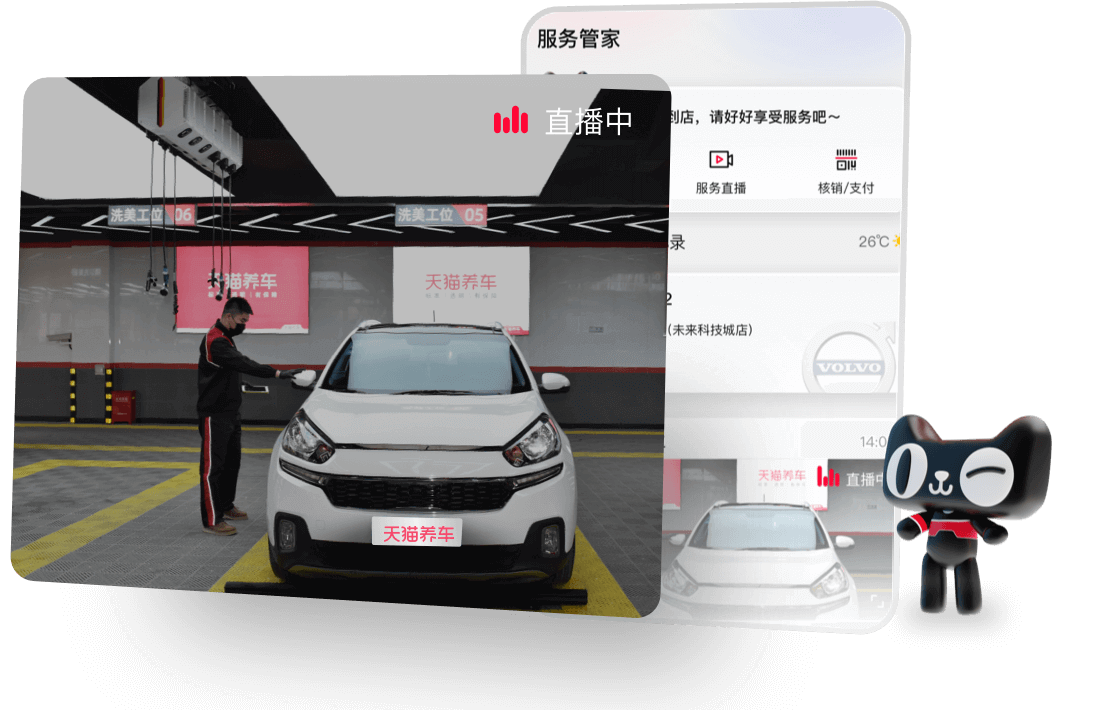 服务管家
直播中
到店，请好好享受服务吧～
服务直播
核销/支付
洗美工位 06
洗美工位 05
录
26℃
天猫养车
天猫养车
2
（未来科技城店）
VOLVO
14:0
天猫养车
直播中
天猫养车